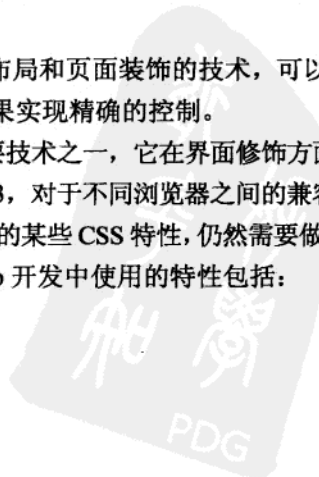 布局和页面装饰的技术，可以
果实现精确的控制。
要技术之一，它在界面修饰方面
3，对于不同浏览器之间的兼容
的某些 CSS 特性，仍然需要做
开发中使用的特性包括：
PDG